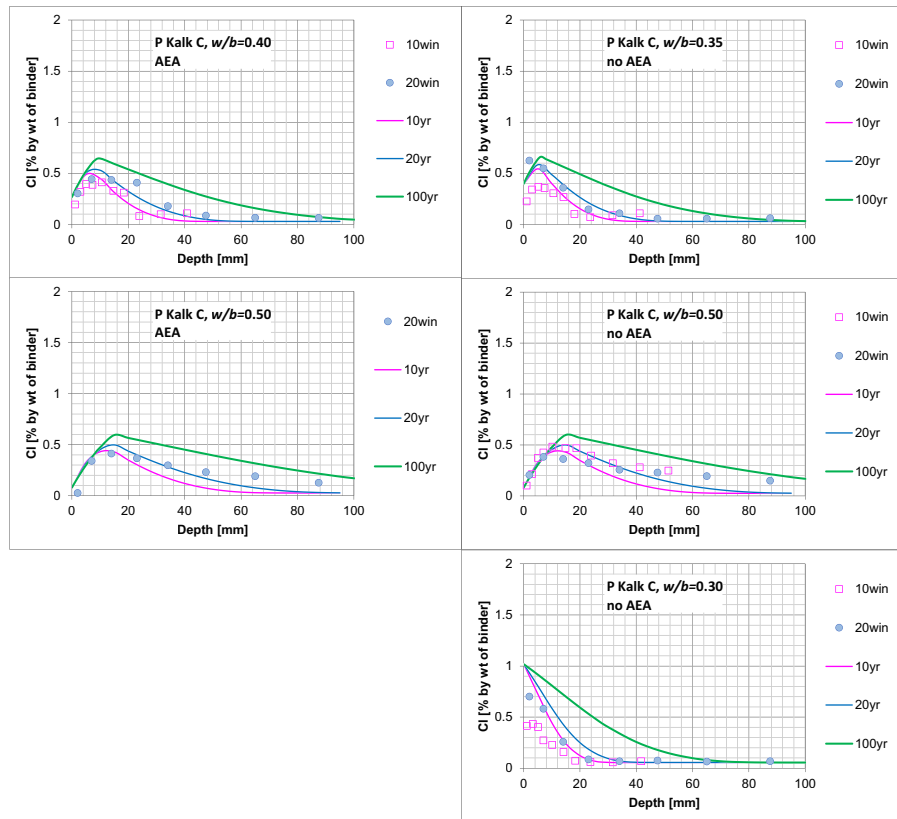 2
1.5
1
0.5
0
Cl [% by wt of binder]
P Kalk C, w/b=0.40
AEA
0 20 40 60 80 100
Depth [mm]
10win
20win
10yr
20yr
100yr
2
1.5
1
0.5
0
Cl [% by wt of binder]
P Kalk C, w/b=0.35
no AEA
0 20 40 60 80 100
Depth [mm]
10win
20win
10yr
20yr
100yr
2
1.5
1
0.5
0
Cl [% by wt of binder]
P Kalk C, w/b=0.50
AEA
0 20 40 60 80 100
Depth [mm]
20win
10yr
20yr
100yr
2
1.5
1
0.5
0
Cl [% by wt of binder]
P Kalk C, w/b=0.50
no AEA
0 20 40 60 80 100
Depth [mm]
10win
20win
10yr
20yr
100yr
2
1.5
1
0.5
0
Cl [% by wt of binder]
P Kalk C, w/b=0.30
no AEA
0 20 40 60 80 100
Depth [mm]
10win
20win
10yr
20yr
100yr